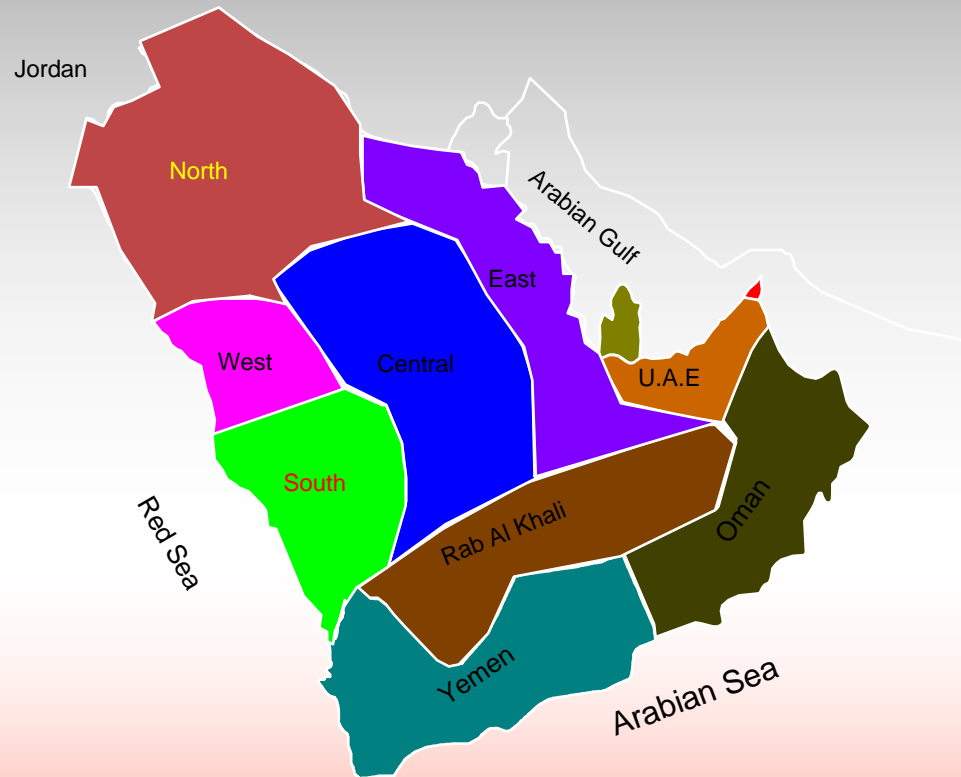 Jordan
North
Arabian Gulf
East
West
Central
U.A.E
South
Rab Al Khali
Oman
Red Sea
Yemen
Arabian Sea